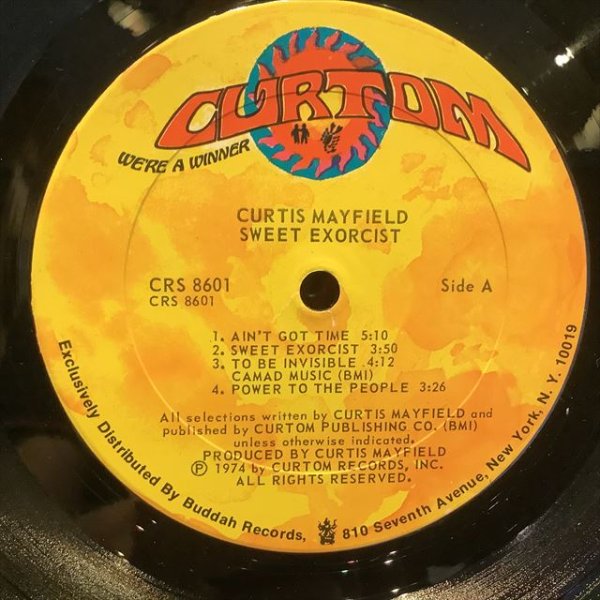 CURTOM
WE'RE A WINNER
CURTIS MAYFIELD
SWEET EXORCIST
CRS 8601
CRS 8601
Side A
1. AIN'T GOT TIME 5:10
2. SWEET EXORCIST 3:50
3. TO BE INVISIBLE 4:12
CAMAD MUSIC (BMI)
4. POWER TO THE PEOPLE 3:26
All selections written by CURTIS MAYFIELD and
published by CURTOM PUBLISHING CO. (BMI)
unless otherwise indicated.
PRODUCED BY CURTIS MAYFIELD
Ⓟ 1974 by CURTOM RECORDS, INC.
ALL RIGHTS RESERVED.
Exclusively Distributed By Buddah Records, 810 Seventh Avenue, New York, N. Y. 10019